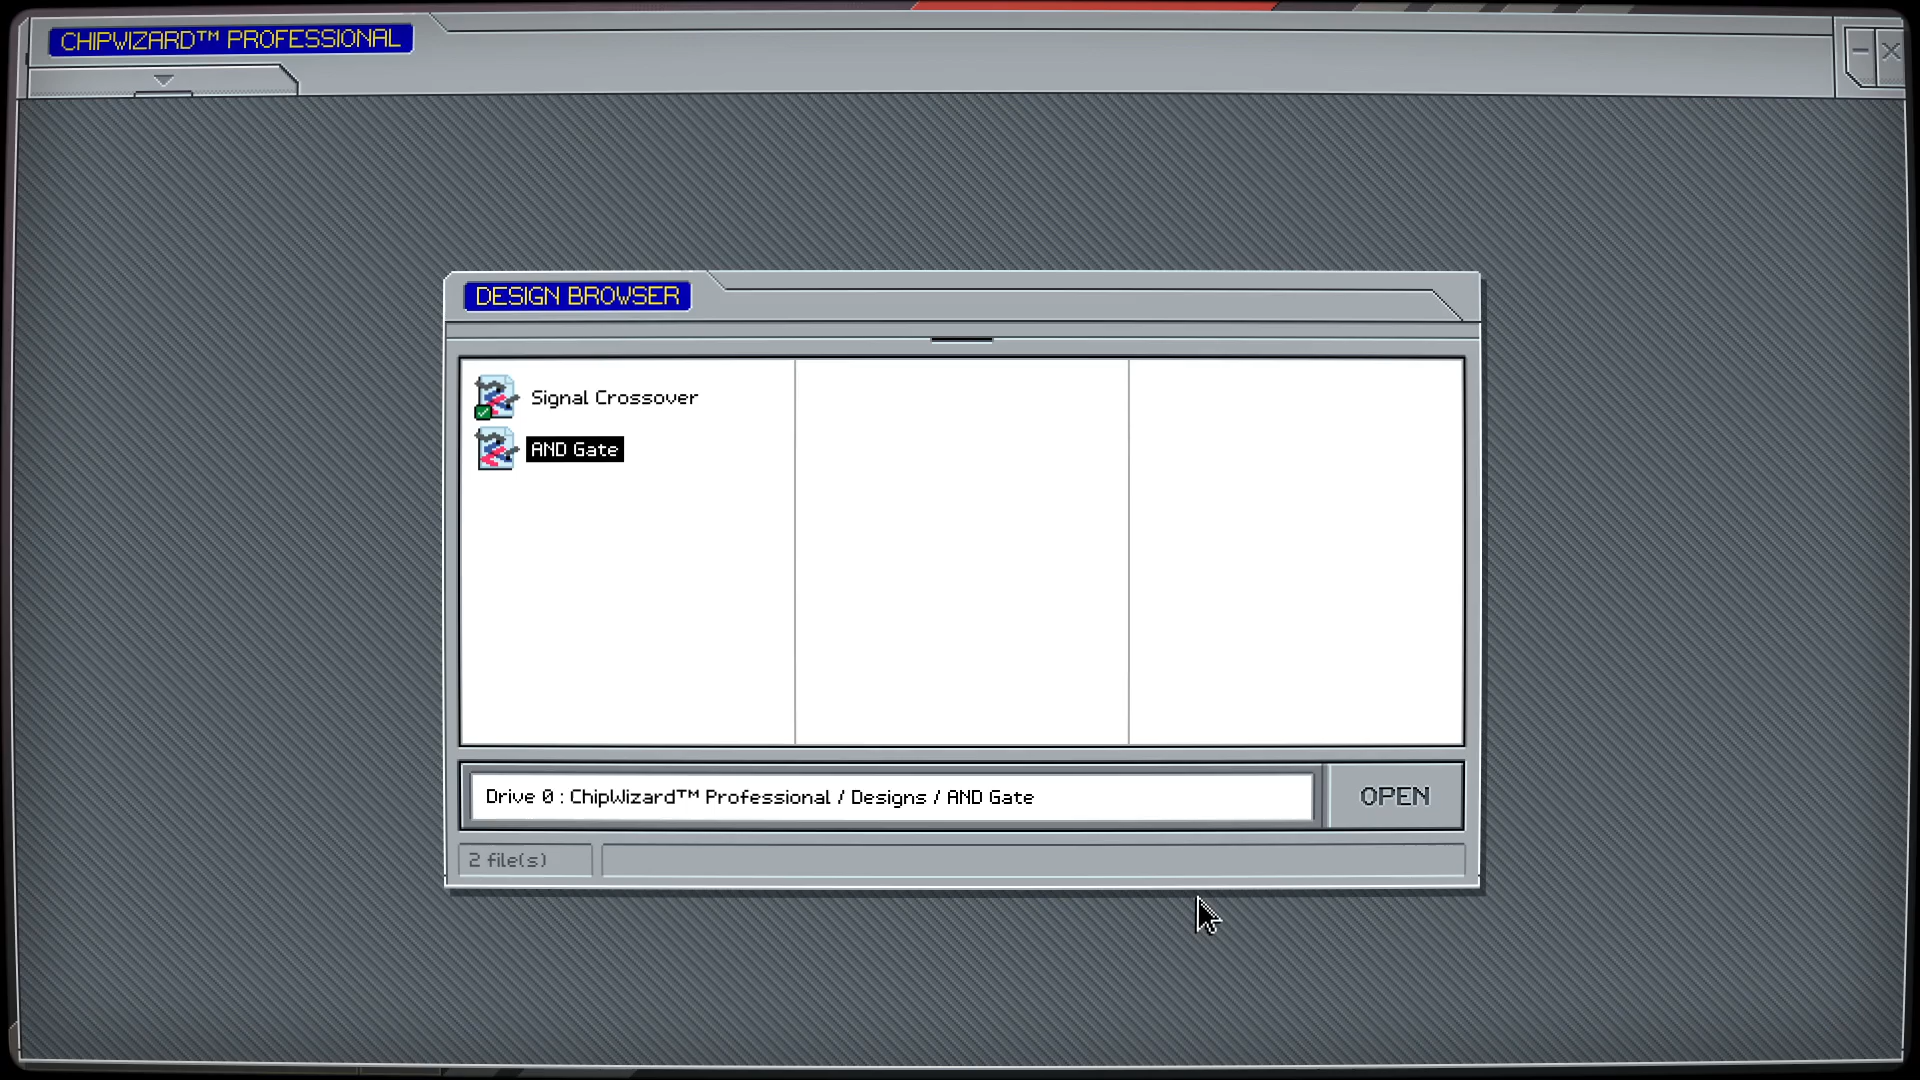 CHIPWIZARD™ PROFESSIONAL
DESIGN BROWSER
Signal Crossover
AND Gate
Drive 0 : ChipWizard™ Professional / Designs / AND Gate
OPEN
2 file(s)